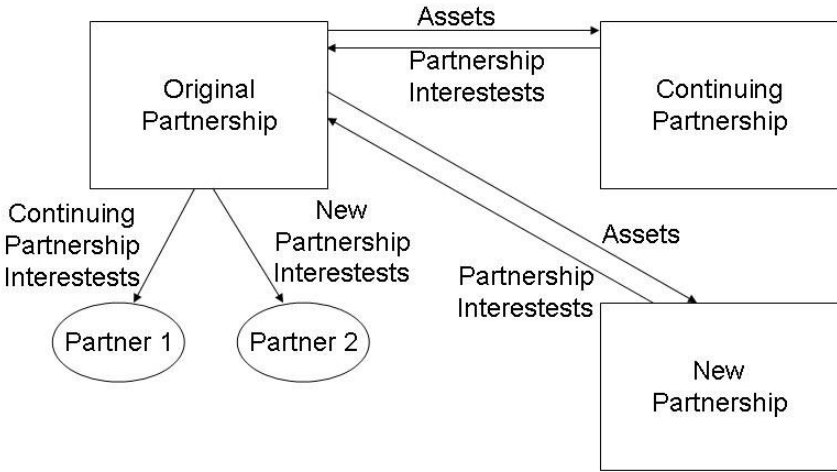 Assets
Partnership
Interestests
Original
Partnership
Continuing
Partnership
Continuing
Partnership
Interestests
New
Partnership
Interestests
Assets
Partnership
Interestests
Partner 1
Partner 2
New
Partnership